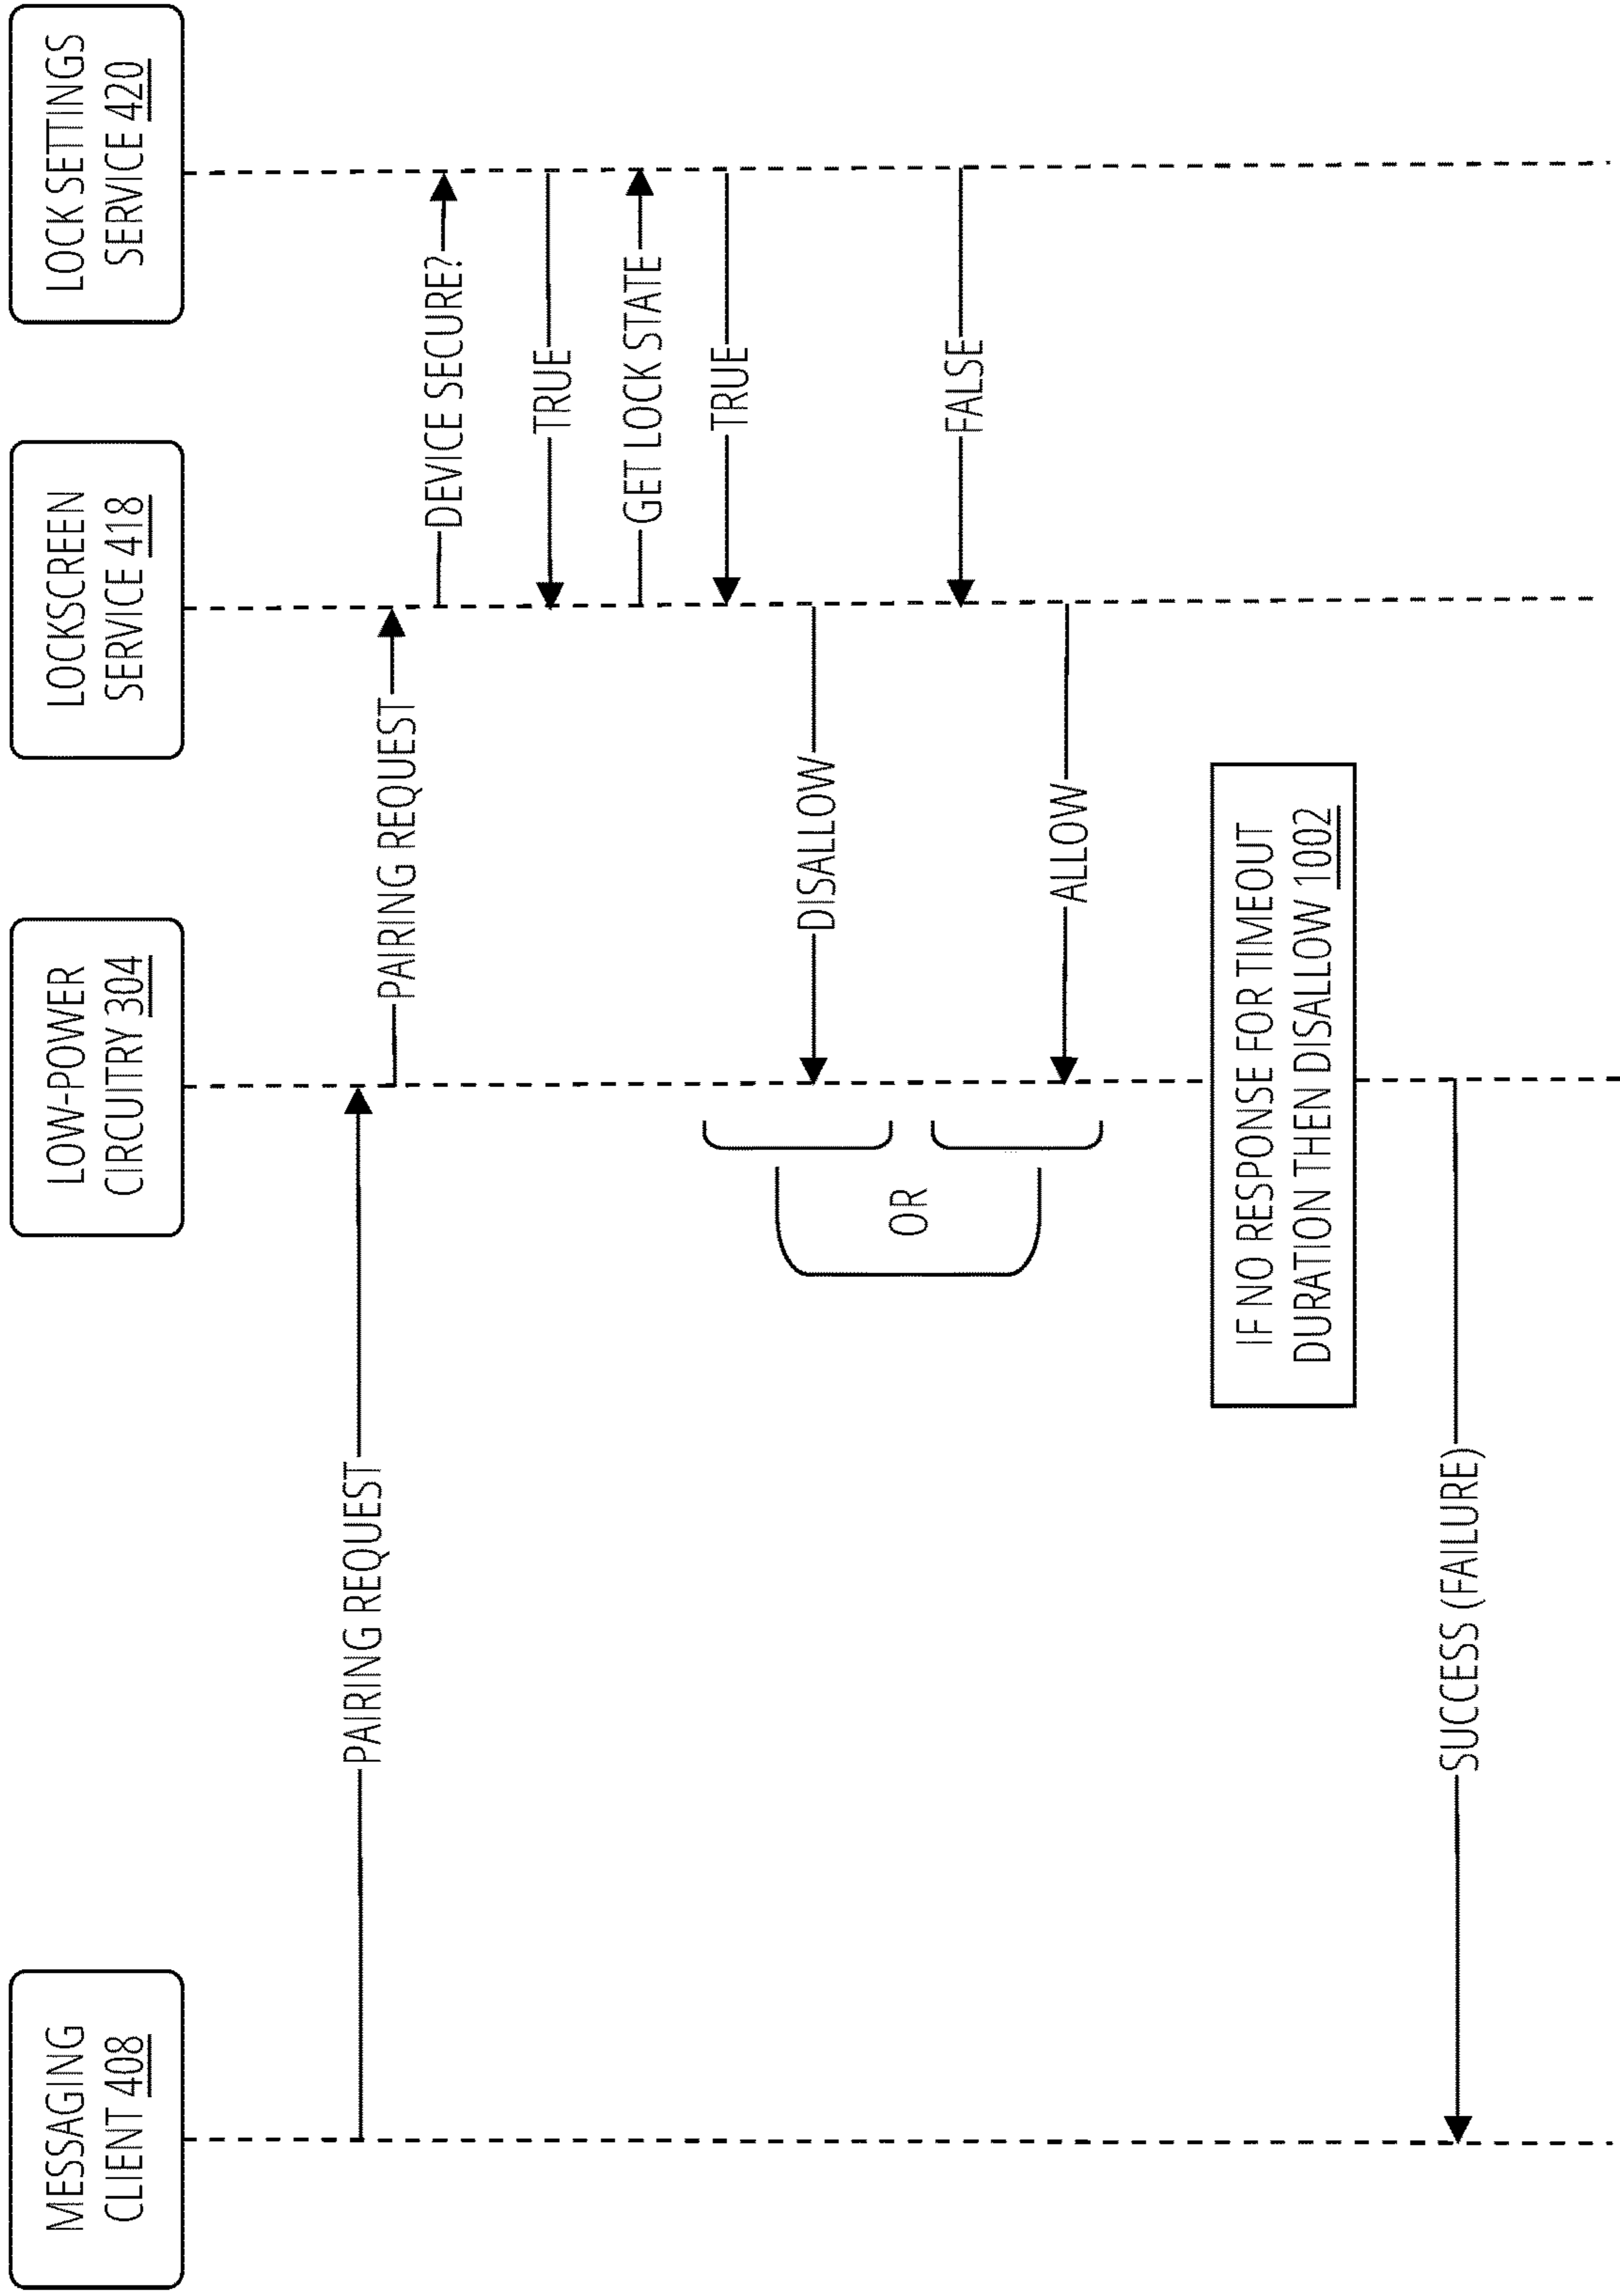 MESSAGING
CLIENT 408
LOW-POWER
CIRCUITRY 304
LOCKSCREEN
SERVICE 418
LOCK SETTINGS
SERVICE 420
PAIRING REQUEST
PAIRING REQUEST
DEVICE SECURE?
TRUE
GET LOCK STATE
TRUE
DISALLOW
OR
FALSE
ALLOW
IF NO RESPONSE FOR TIMEOUT
DURATION THEN DISALLOW 1002
SUCCESS (FAILURE)